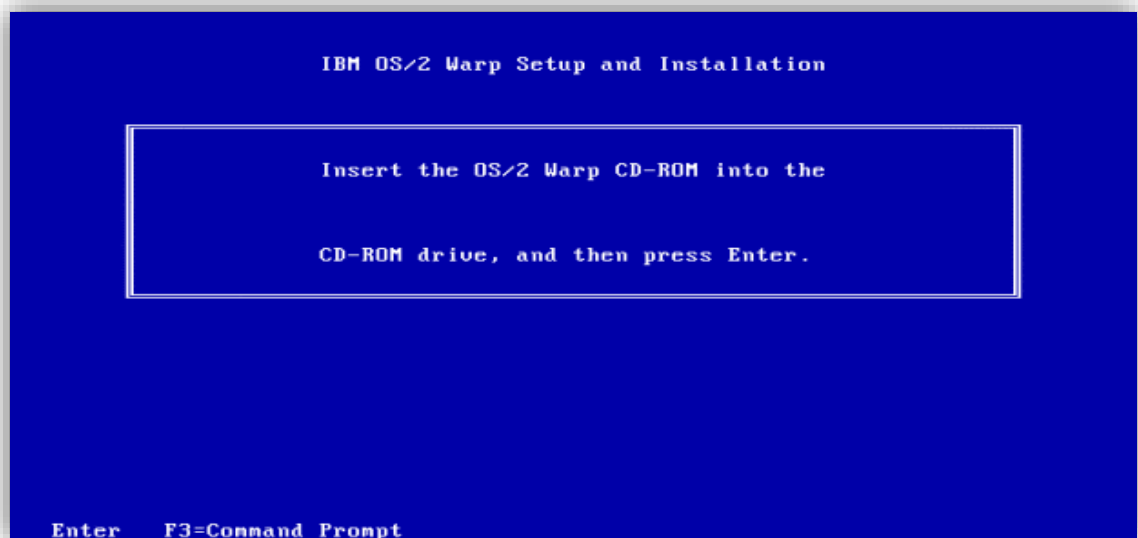 IBM OS/2 Warp Setup and Installation
Insert the OS/2 Warp CD-ROM into the
CD-ROM drive, and then press Enter.
Enter F3=Command Prompt